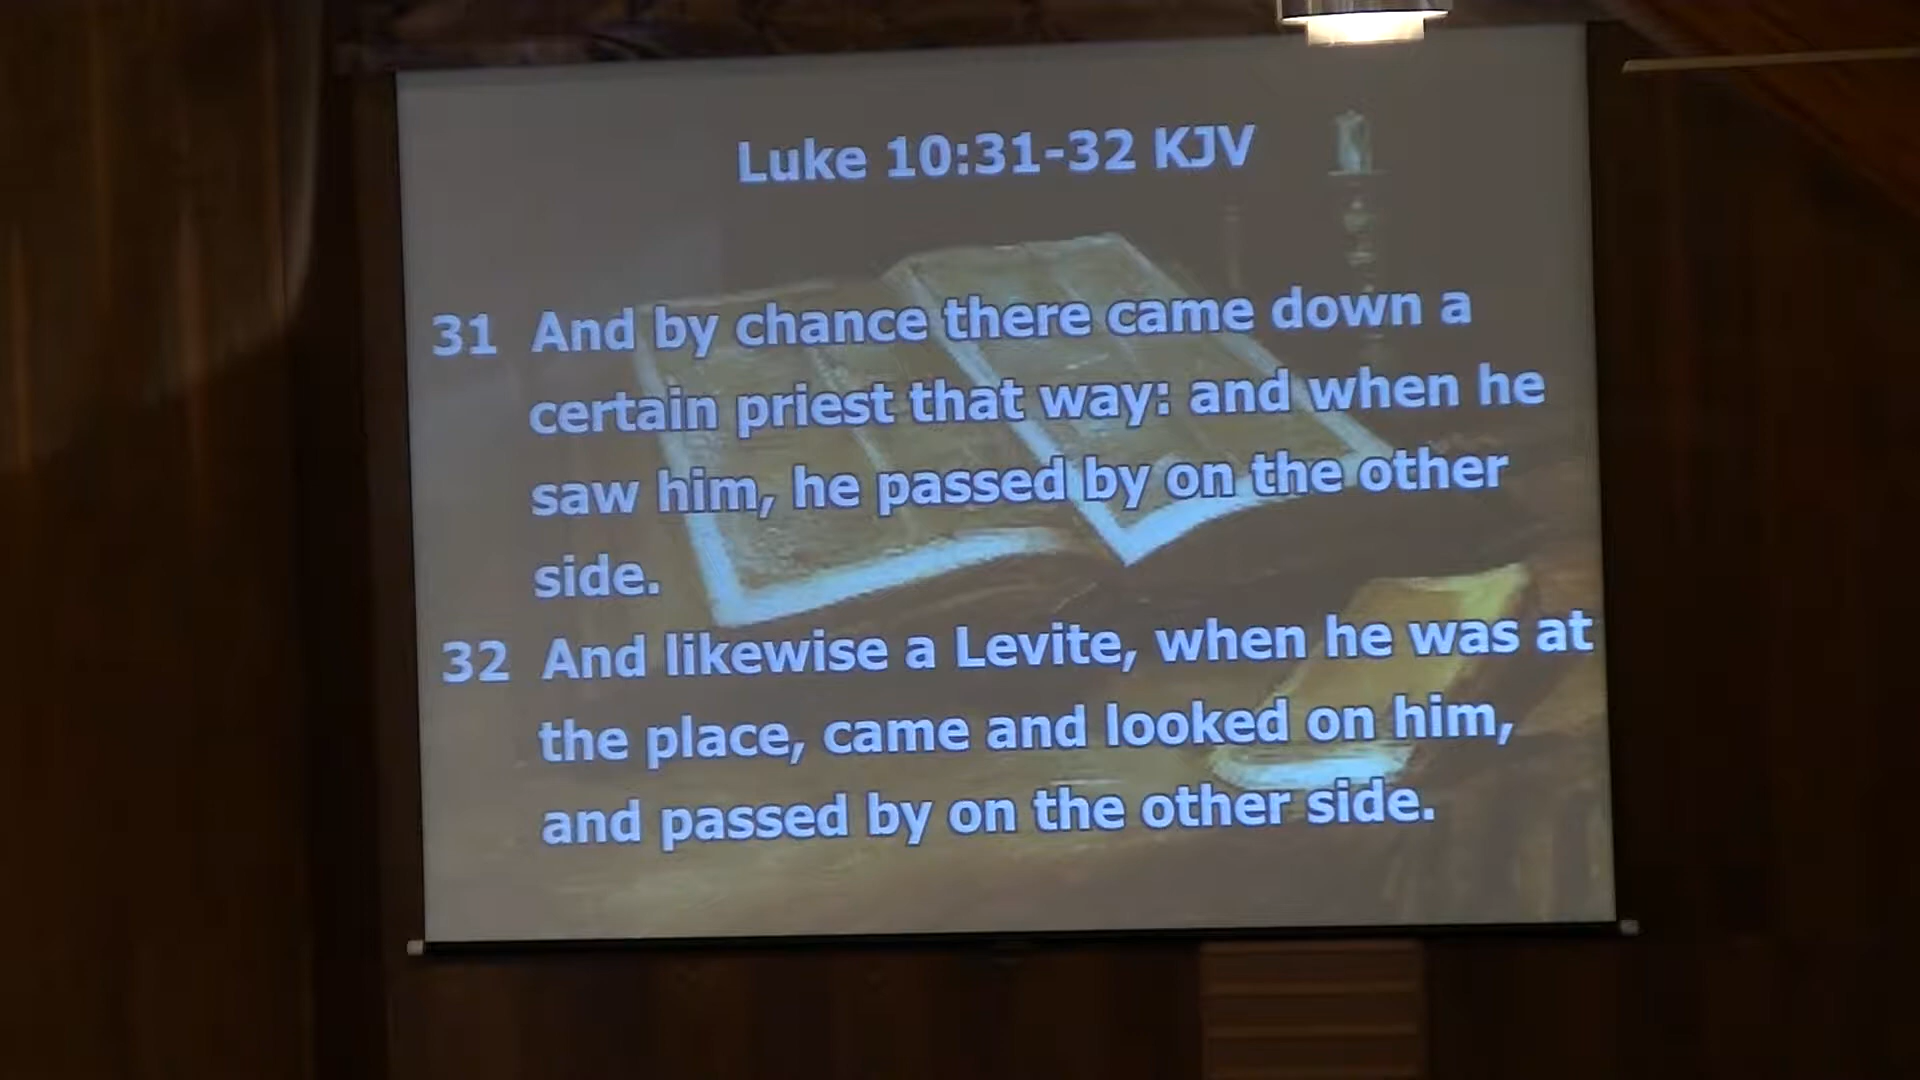 Luke 10:31-32 KJV
31 And by chance there came down a
certain priest that way: and when he
saw him, he passed by on the other
side.
32 And likewise a Levite, when he was at
the place, came and looked on him,
and passed by on the other side.